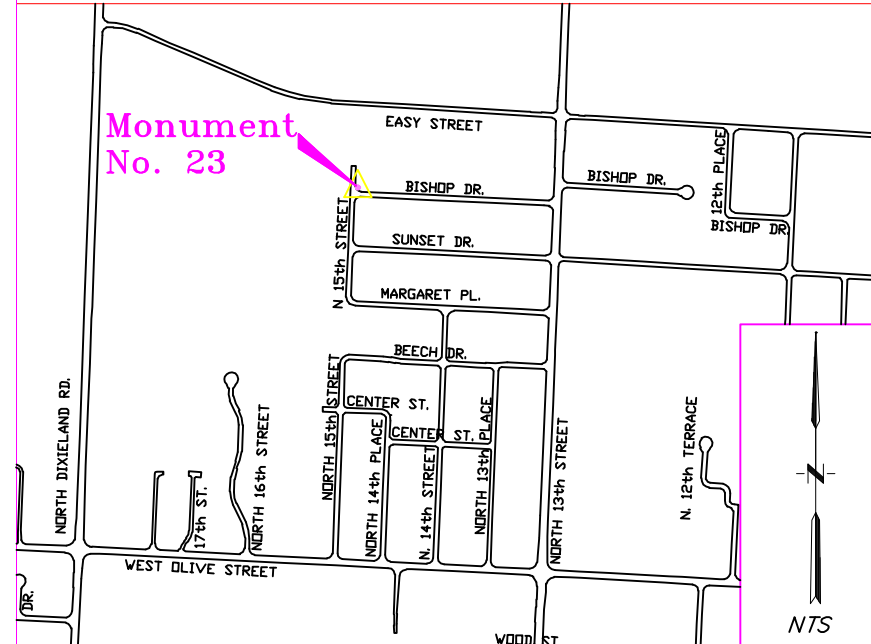 EASY STREET
Monument
No. 23
BISHOP DR.
BISHOP DR.
12th PLACE
BISHOP DR.
N 15th STREET
SUNSET DR.
MARGARET PL.
BEECH DR.
NORTH DIXIELAND RD.
NORTH 15th STREET
CENTER ST.
CENTER ST.
NORTH 16th STREET
17th ST.
NORTH 14th PLACE
N. 14th STREET
NORTH 13th PLACE
NORTH 13th STREET
N. 12th TERRACE
WEST OLIVE STREET
DR.
WOOD ST.
N
NTS